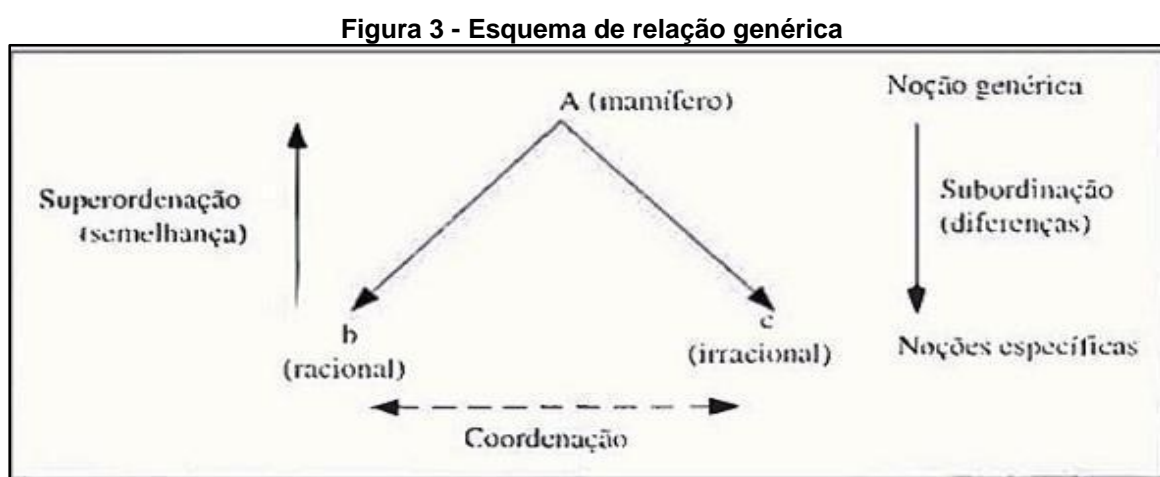 Figura 3 - Esquema de relação genérica
A (mamífero)
Noção genérica
Superordenação
(semelhança)
Subordinação
(diferenças)
b
(racional)
c
(irracional)
Noções específicas
Coordenação